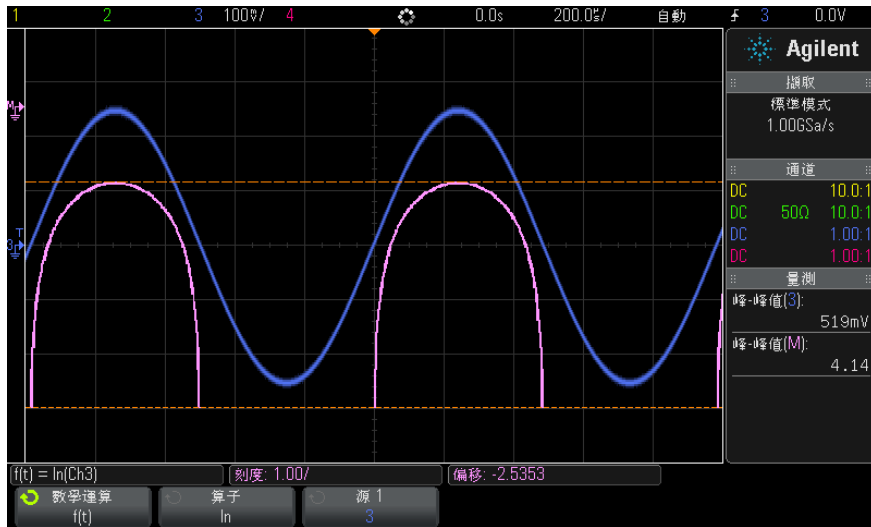 1 2 3 100㎷/ 4 0.0s 200.0㎲/ 自動 3 0.0V
Agilent
擷取
標準模式
1.00GSa/s
通道
DC 10.0:1
DC 50Ω 10.0:1
DC 1.00:1
DC 1.00:1
量測
峰-峰值(3):
519mV
峰-峰值(M):
4.14
M
T
3
f(t) = ln(Ch3) 刻度: 1.00/ 偏移: -2.5353
數學運算 算子 源 1
f(t) ln 3